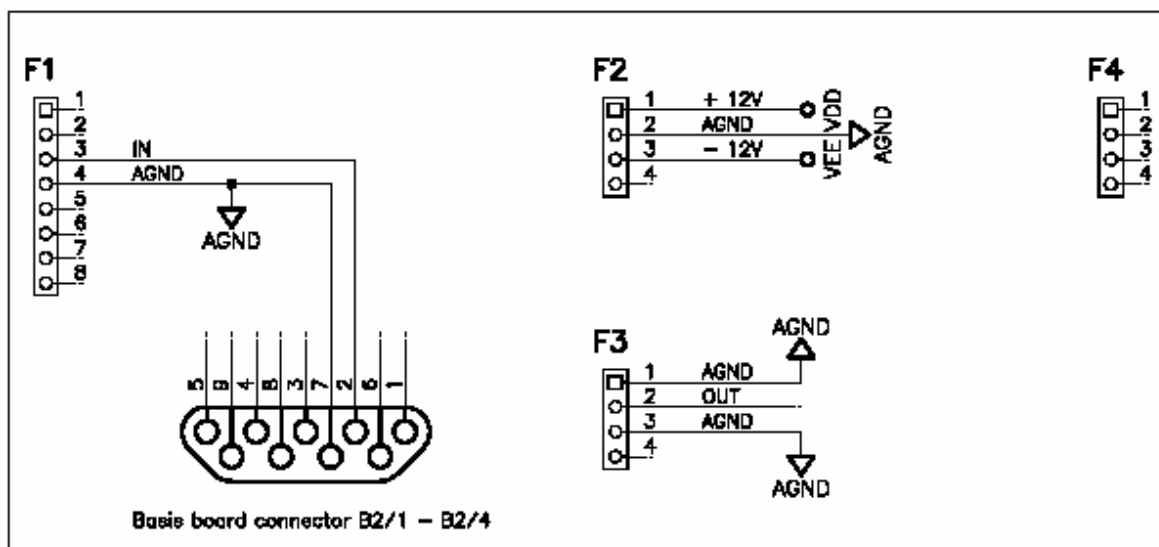 F1
1
2
3 IN
4 AGND
5
6
7
8
AGND
F2
1 + 12V
2 AGND
3 - 12V
4
VDD
VEE
AGND
F4
1
2
3
4
5 9 4 8 3 7 2 6 1
Basis board connector B2/1 - B2/4
F3
AGND
1 AGND
2 OUT
3 AGND
4
AGND